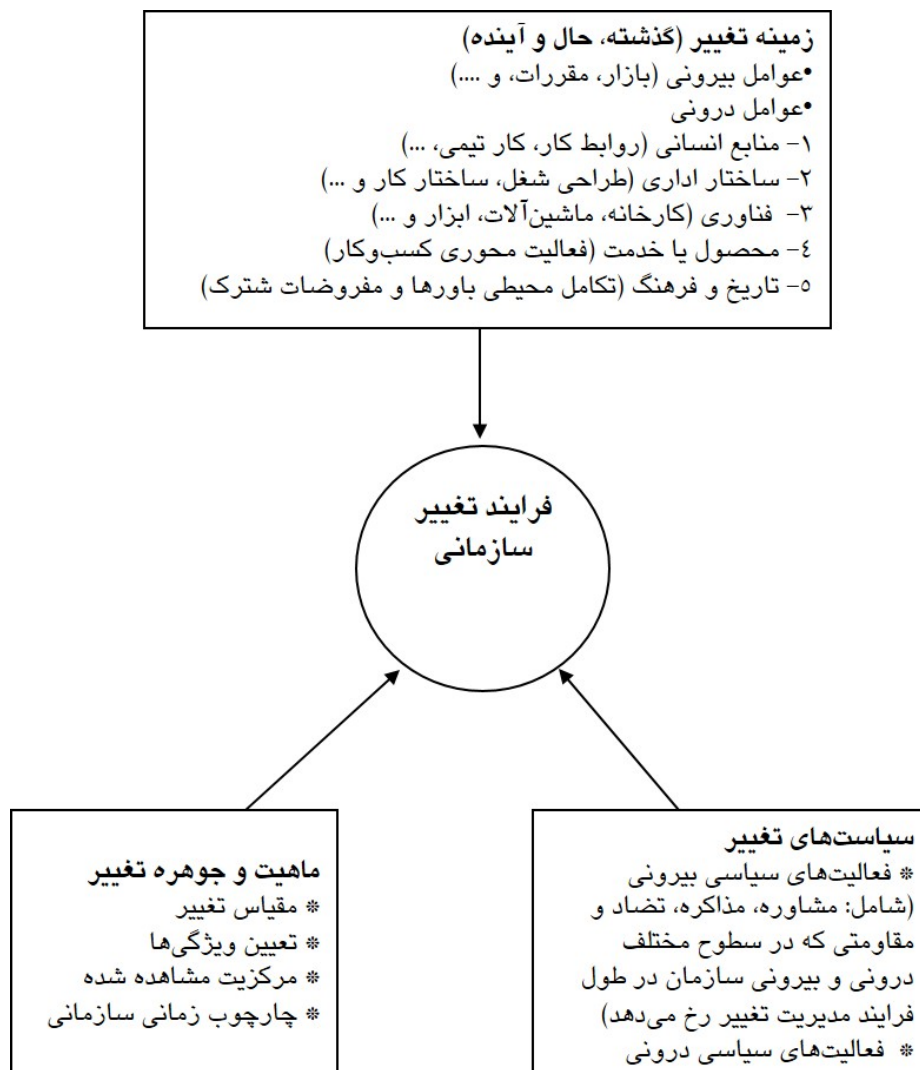 زمینه تغییر (گذشته، حال و آینده)
•عوامل بیرونی (بازار، مقررات، و ....)
•عوامل درونی
۱- منابع انسانی (روابط کار، کار تیمی، ...)
۲- ساختار اداری (طراحی شغل، ساختار کار و ...)
۳- فناوری (کارخانه، ماشین‌آلات، ابزار و ...)
٤- محصول یا خدمت (فعالیت محوری کسب‌وکار)
٥- تاریخ و فرهنگ (تکامل محیطی باورها و مفروضات شترک)
فرایند تغییر
سازمانی
سیاست‌های تغییر
* فعالیت‌های سیاسی بیرونی
(شامل: مشاوره، مذاکره، تضاد و
مقاومتی که در سطوح مختلف
درونی و بیرونی سازمان در طول
فرایند مدیریت تغییر رخ می‌دهد)
* فعالیت‌های سیاسی درونی
ماهیت و جوهره تغییر
* مقیاس تغییر
* تعیین ویژگی‌ها
* مرکزیت مشاهده شده
* چارچوب زمانی سازمانی